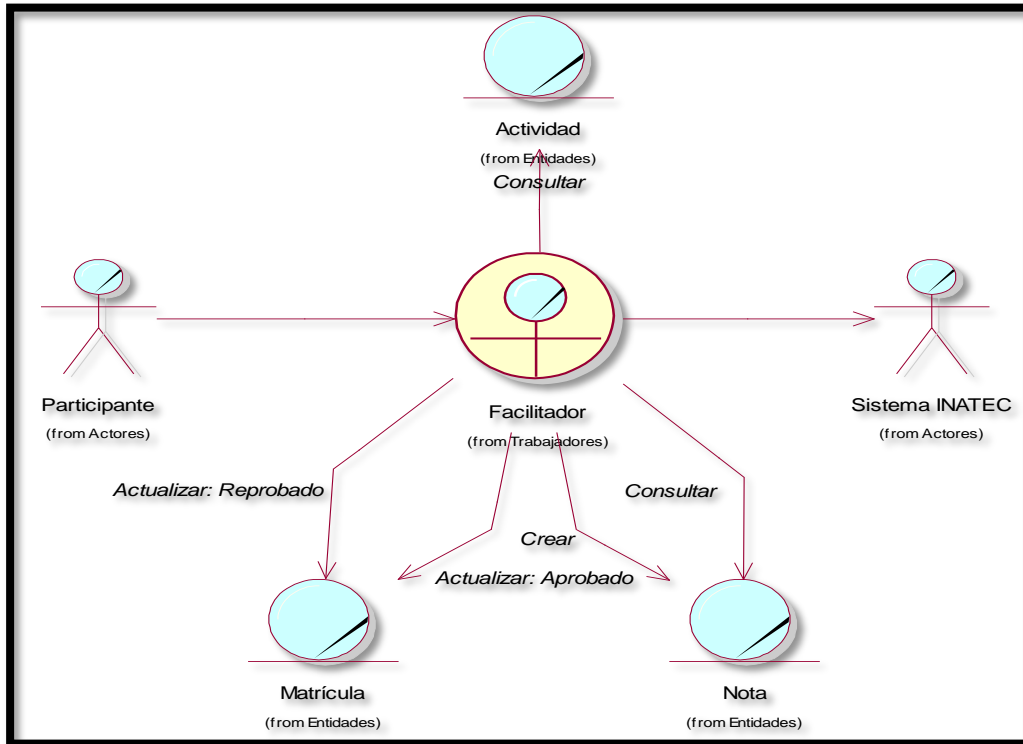 Actividad
(from Entidades)
Consultar
Participante
(from Actores)
Facilitador
(from Trabajadores)
Sistema INATEC
(from Actores)
Actualizar: Reprobado
Consultar
Crear
Actualizar: Aprobado
Matrícula
(from Entidades)
Nota
(from Entidades)